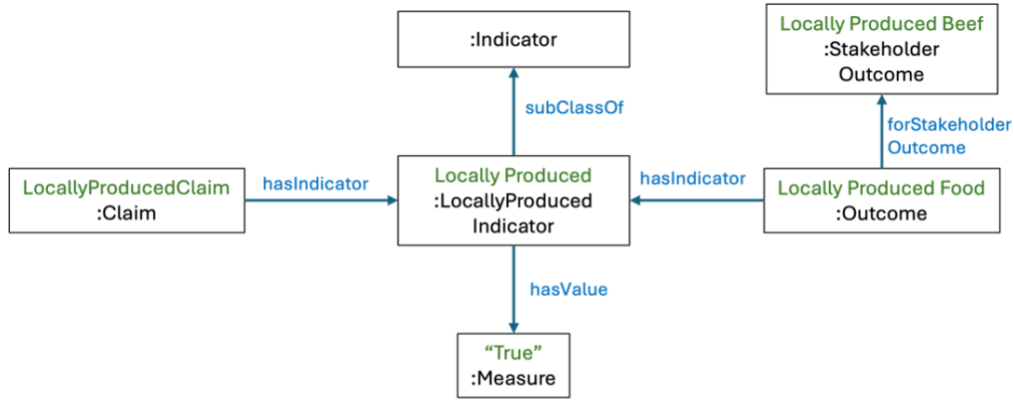 :Indicator
Locally Produced Beef
:Stakeholder
Outcome
subClassOf
forStakeholder
Outcome
LocallyProducedClaim
:Claim
hasIndicator
Locally Produced
:LocallyProduced
Indicator
hasIndicator
Locally Produced Food
:Outcome
hasValue
“True”
:Measure